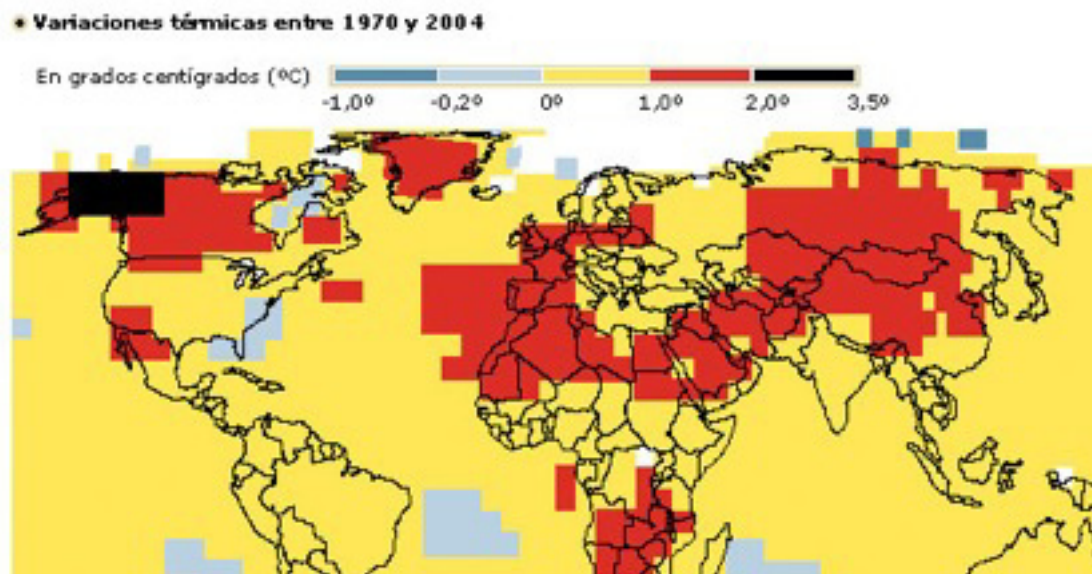 • Variaciones térmicas entre 1970 y 2004
En grados centígrados (ºC)
-1,0º -0,2º 0º 1,0º 2,0º 3,5º